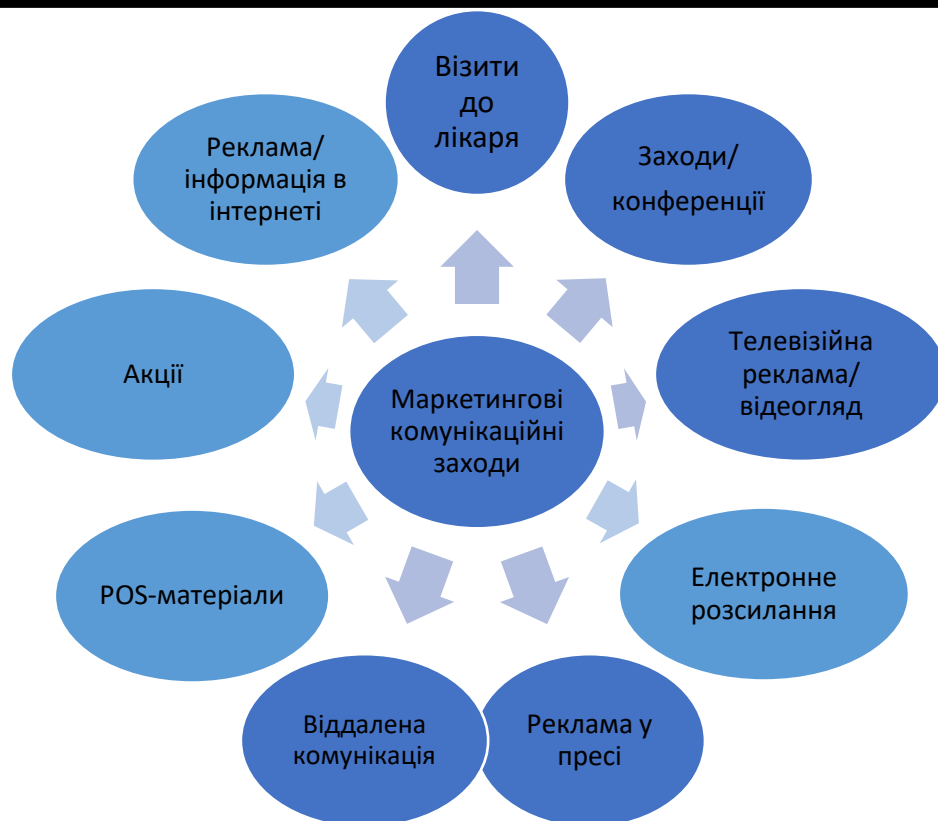 Візити
до
лікаря
Заходи/
конференції
Телевізійна
реклама/
відеогляд
Електронне
розсилання
Реклама у
пресі
Віддалена
комунікація
POS-матеріали
Акції
Реклама/
інформація в
інтернеті
Маркетингові
комунікаційні
заходи